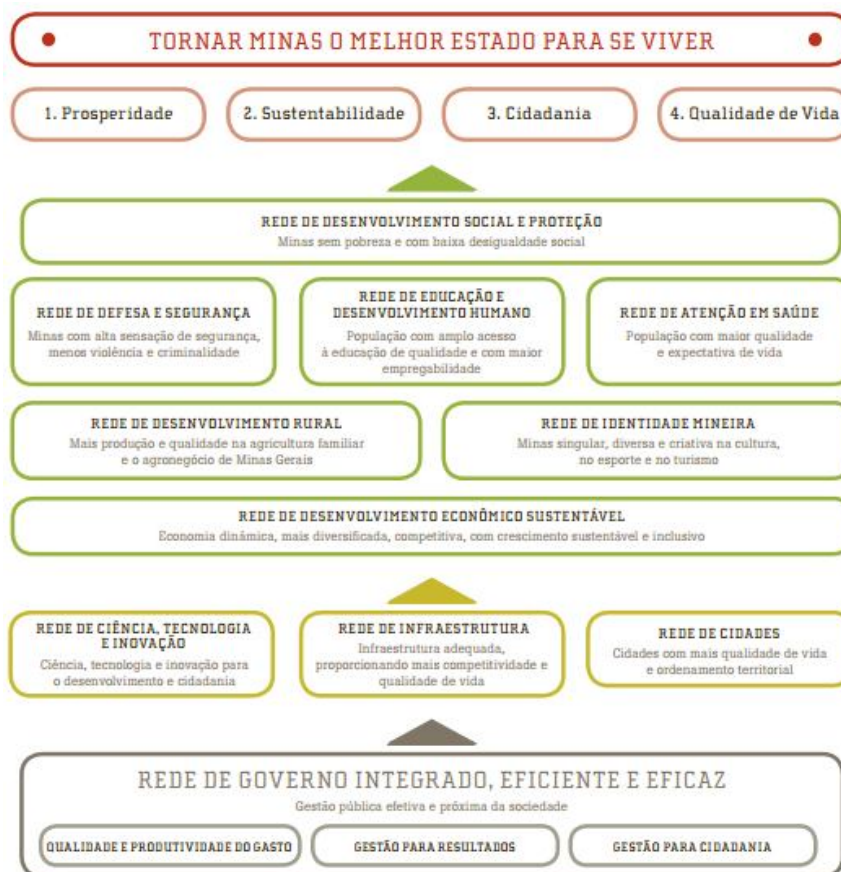 TORNAR MINAS O MELHOR ESTADO PARA SE VIVER
1. Prosperidade
2. Sustentabilidade
3. Cidadania
4. Qualidade de Vida
REDE DE DESENVOLVIMENTO SOCIAL E PROTEÇÃO
Minas sem pobreza e com baixa desigualdade social
REDE DE DEFESA E SEGURANÇA
Minas com alta sensação de segurança,
menos violência e criminalidade
REDE DE EDUCAÇÃO E
DESENVOLVIMENTO HUMANO
População com amplo acesso
à educação de qualidade e com maior
empregabilidade
REDE DE ATENÇÃO EM SAÚDE
População com maior qualidade
e expectativa de vida
REDE DE DESENVOLVIMENTO RURAL
Mais produção e qualidade na agricultura familiar
e o agronegócio de Minas Gerais
REDE DE IDENTIDADE MINEIRA
Minas singular, diversa e criativa na cultura,
no esporte e no turismo
REDE DE DESENVOLVIMENTO ECONÔMICO SUSTENTÁVEL
Economia dinâmica, mais diversificada, competitiva, com crescimento sustentável e inclusivo
REDE DE CIÊNCIA, TECNOLOGIA
E INOVAÇÃO
Ciência, tecnologia e inovação para
o desenvolvimento e cidadania
REDE DE INFRAESTRUTURA
Infraestrutura adequada,
proporcionando mais competitividade e
qualidade de vida
REDE DE CIDADES
Cidades com mais qualidade de vida
e ordenamento territorial
REDE DE GOVERNO INTEGRADO, EFICIENTE E EFICAZ
Gestão pública efetiva e próxima da sociedade
QUALIDADE E PRODUTIVIDADE DO GASTO
GESTÃO PARA RESULTADOS
GESTÃO PARA CIDADANIA